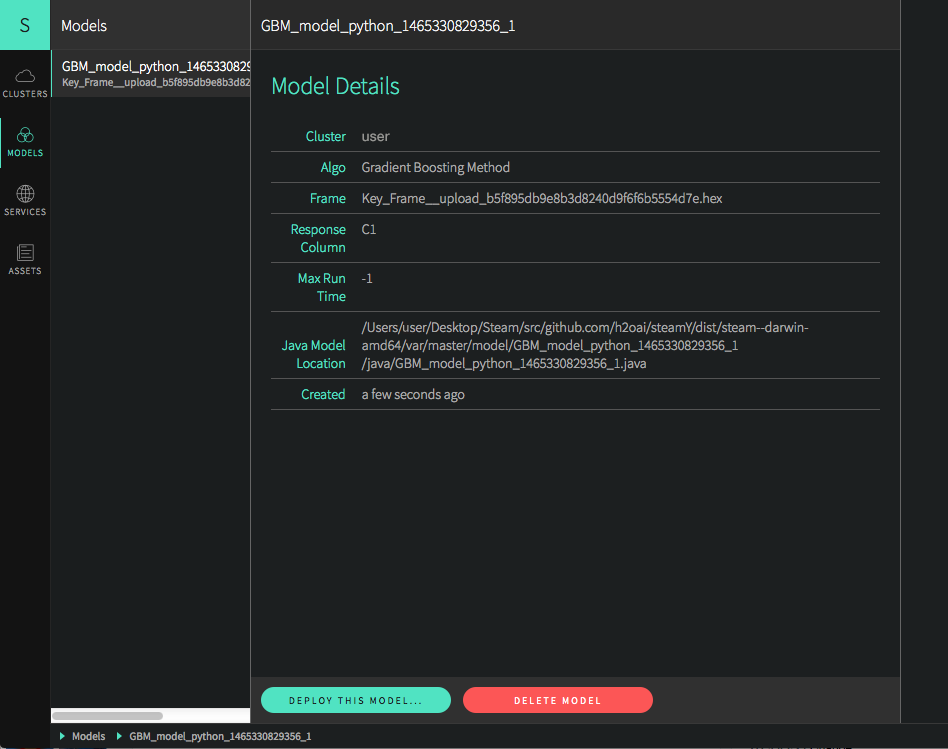 S
Models
GBM_model_python_1465330829356_1
CLUSTERS
MODELS
SERVICES
ASSETS
GBM_model_python_1465330829
Key_Frame__upload_b5f895db9e8b3d82
Model Details
Cluster user
Algo Gradient Boosting Method
Frame Key_Frame__upload_b5f895db9e8b3d8240d9f6f6b5554d7e.hex
Response C1
Column
Max Run -1
Time
/Users/user/Desktop/Steam/src/github.com/h2oai/steamY/dist/steam--darwin-
Java Model amd64/var/master/model/GBM_model_python_1465330829356_1
Location /java/GBM_model_python_1465330829356_1.java
Created a few seconds ago
DEPLOY THIS MODEL... DELETE MODEL
Models GBM_model_python_1465330829356_1